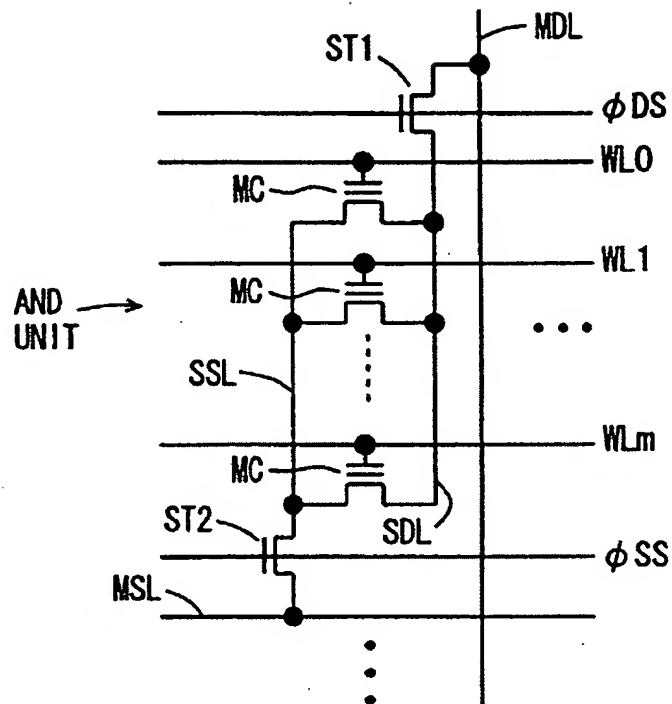 MDL
ST1
φDS
WL0
MC
WL1
MC
AND
UNIT
SSL
WLm
MC
ST2
SDL
φSS
MSL